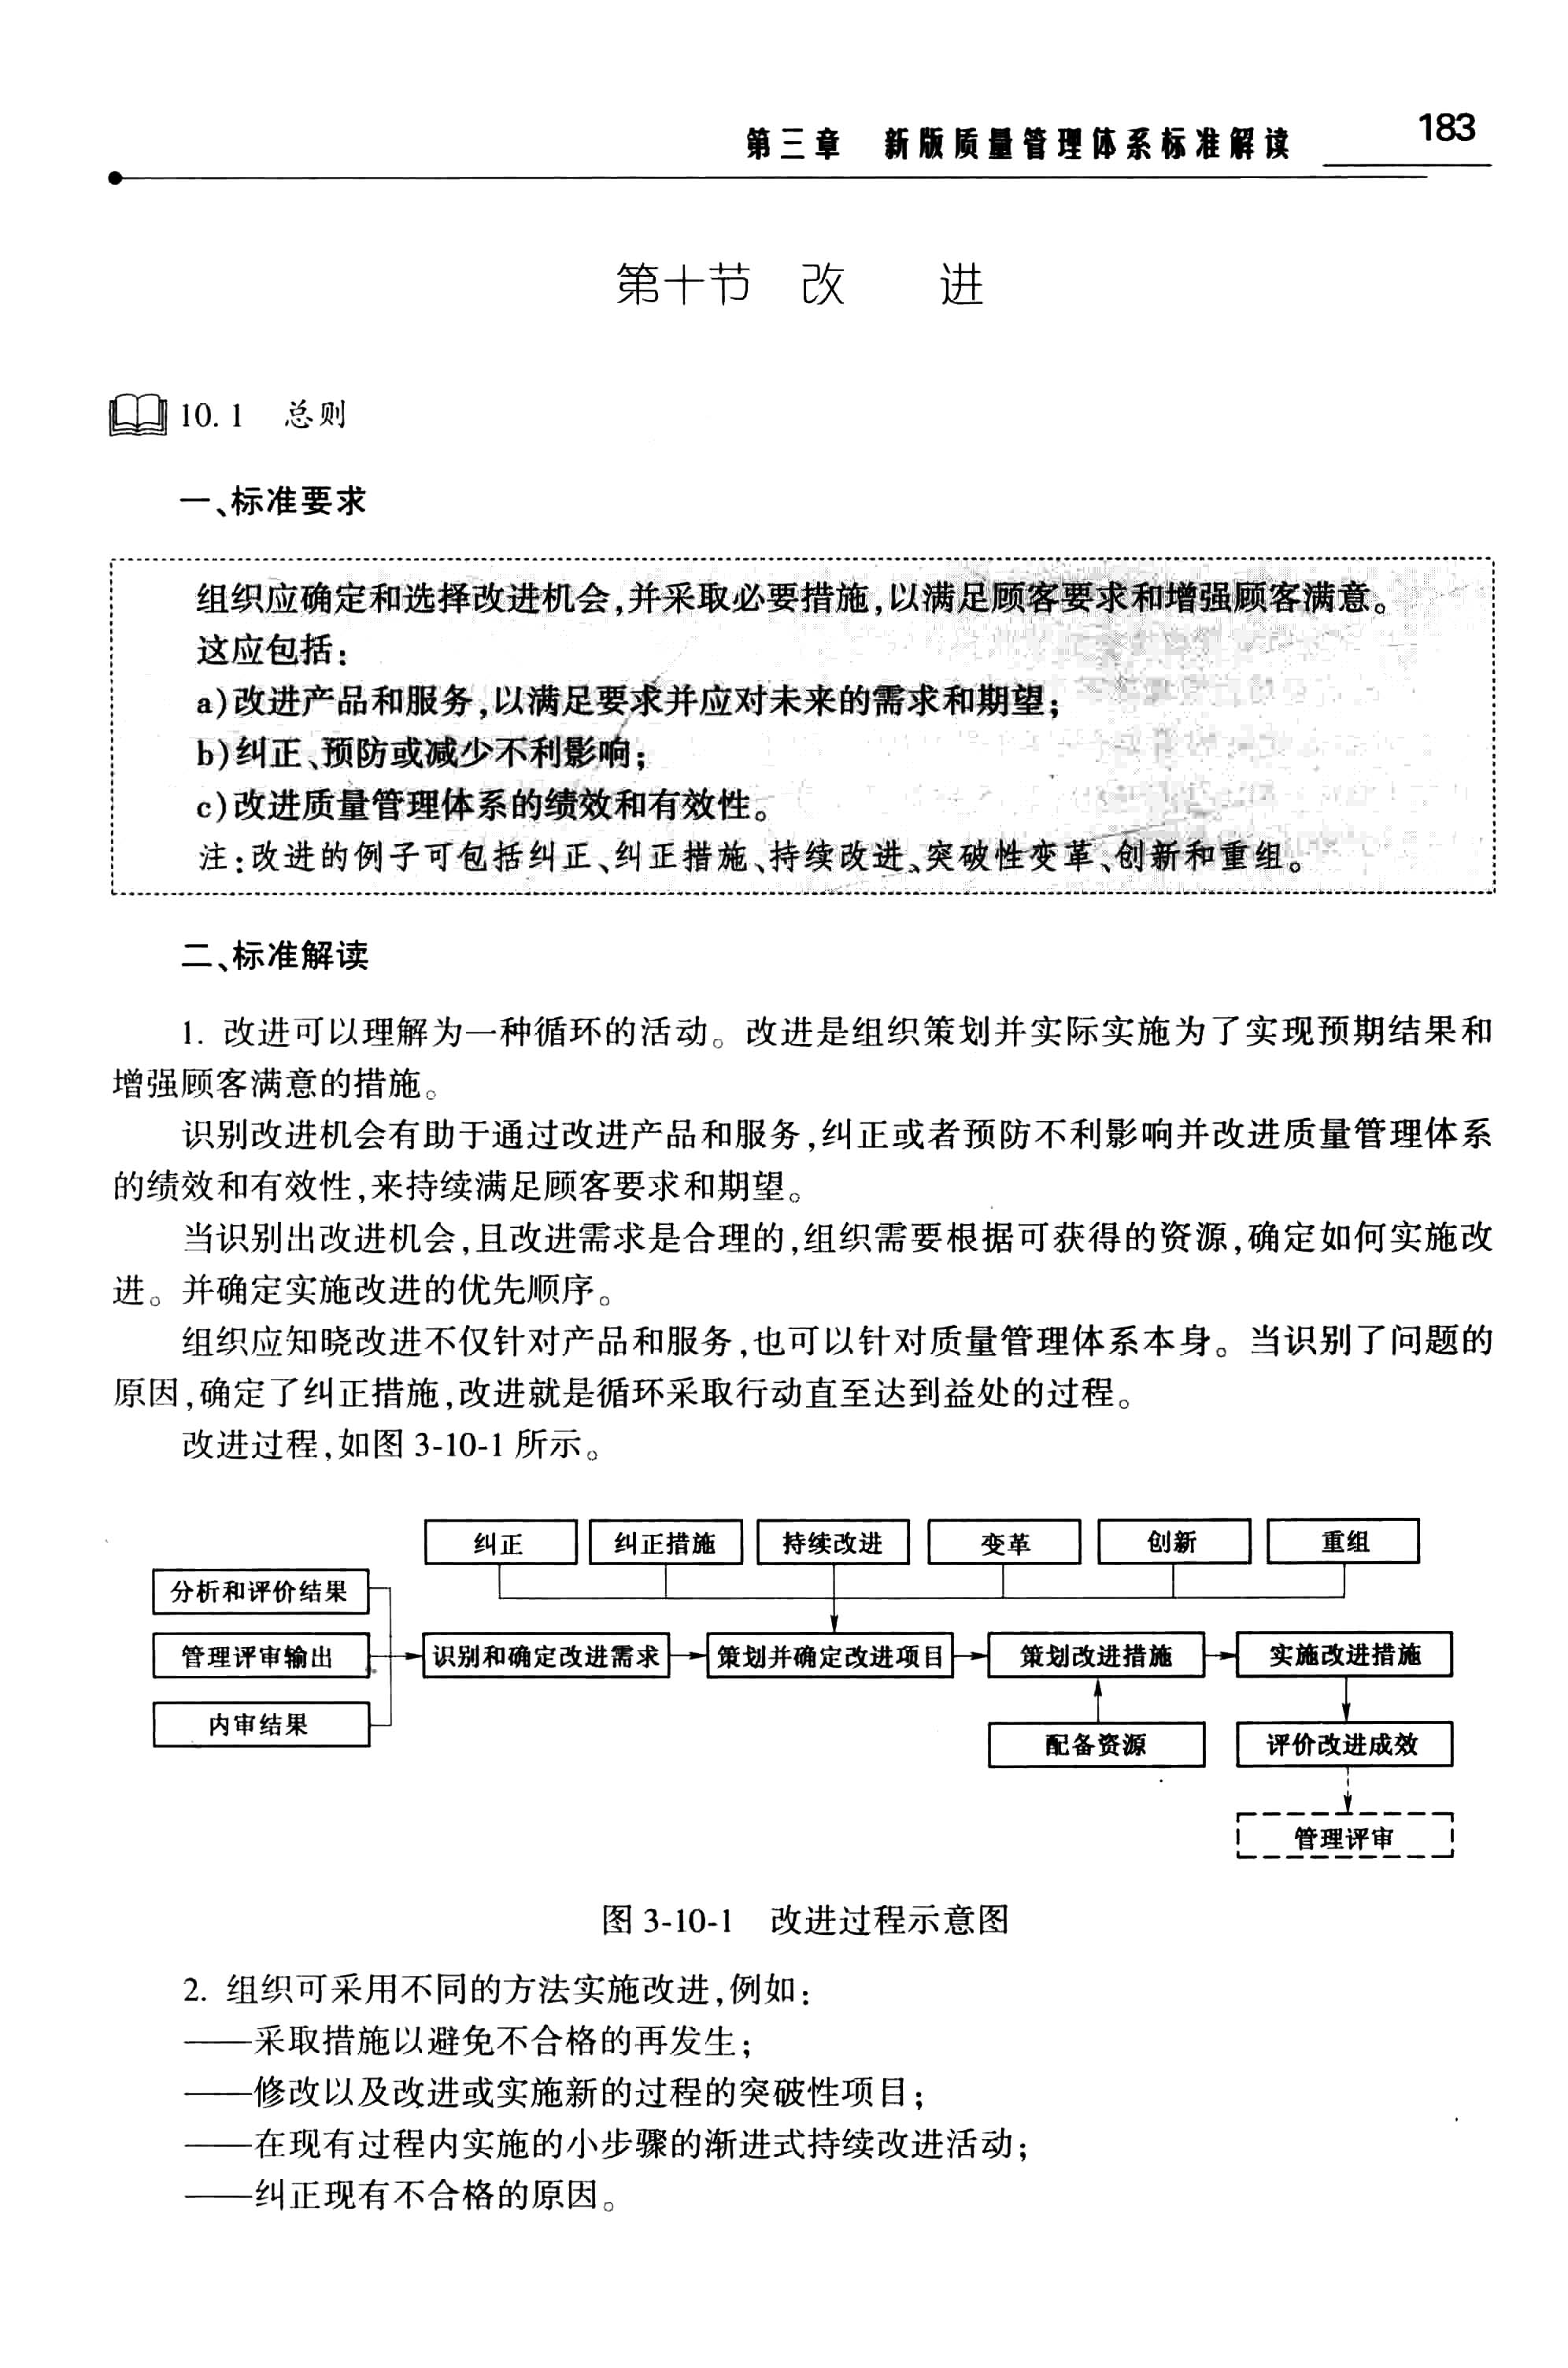 第三章 新版质量管理体系标准解读 183
第十节 改 进
10.1 总则
一、标准要求
组织应确定和选择改进机会,并采取必要措施,以满足顾客要求和增强顾客满意。
这应包括:
a)改进产品和服务,以满足要求并应对未来的需求和期望;
b)纠正、预防或减少不利影响;
c)改进质量管理体系的绩效和有效性。
注:改进的例子可包括纠正、纠正措施、持续改进、突破性变革、创新和重组。
二、标准解读
1. 改进可以理解为一种循环的活动。改进是组织策划并实际实施为了实现预期结果和
增强顾客满意的措施。
识别改进机会有助于通过改进产品和服务,纠正或者预防不利影响并改进质量管理体系
的绩效和有效性,来持续满足顾客要求和期望。
当识别出改进机会,且改进需求是合理的,组织需要根据可获得的资源,确定如何实施改
进。并确定实施改进的优先顺序。
组织应知晓改进不仅针对产品和服务,也可以针对质量管理体系本身。当识别了问题的
原因,确定了纠正措施,改进就是循环采取行动直至达到益处的过程。
改进过程,如图 3-10-1 所示。
纠正 纠正措施 持续改进 变革 创新 重组
分析和评价结果
管理评审输出 识别和确定改进需求 策划并确定改进项目 策划改进措施 实施改进措施
内审结果
配备资源 评价改进成效
管理评审
图 3-10-1 改进过程示意图
2. 组织可采用不同的方法实施改进,例如:
——采取措施以避免不合格的再发生;
——修改以及改进或实施新的过程的突破性项目;
——在现有过程内实施的小步骤的渐进式持续改进活动;
——纠正现有不合格的原因。